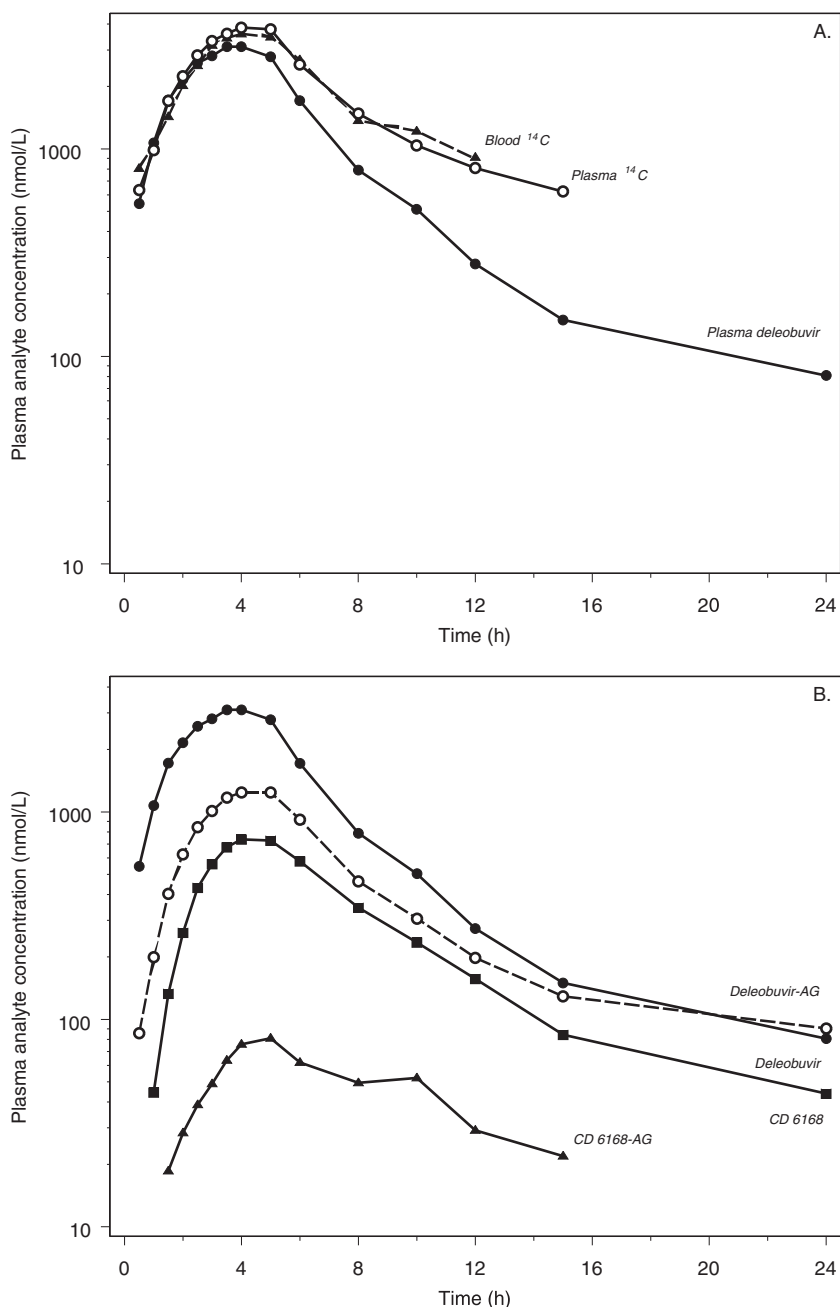 A.
Plasma analyte concentration (nmol/L)
1000
100
10
Blood ¹⁴C
Plasma ¹⁴C
Plasma deleobuvir
0 4 8 12 16 20 24
Time (h)
B.
Plasma analyte concentration (nmol/L)
1000
100
10
Deleobuvir-AG
Deleobuvir
CD 6168
CD 6168-AG
0 4 8 12 16 20 24
Time (h)